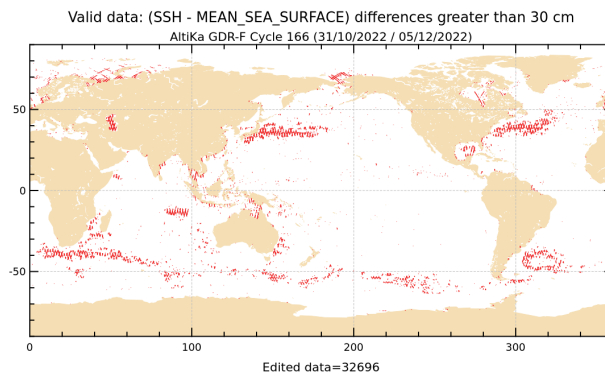 Valid data: (SSH - MEAN_SEA_SURFACE) differences greater than 30 cm
AltiKa GDR-F Cycle 166 (31/10/2022 / 05/12/2022)
50
0
-50
0
100
200
300
Edited data=32696